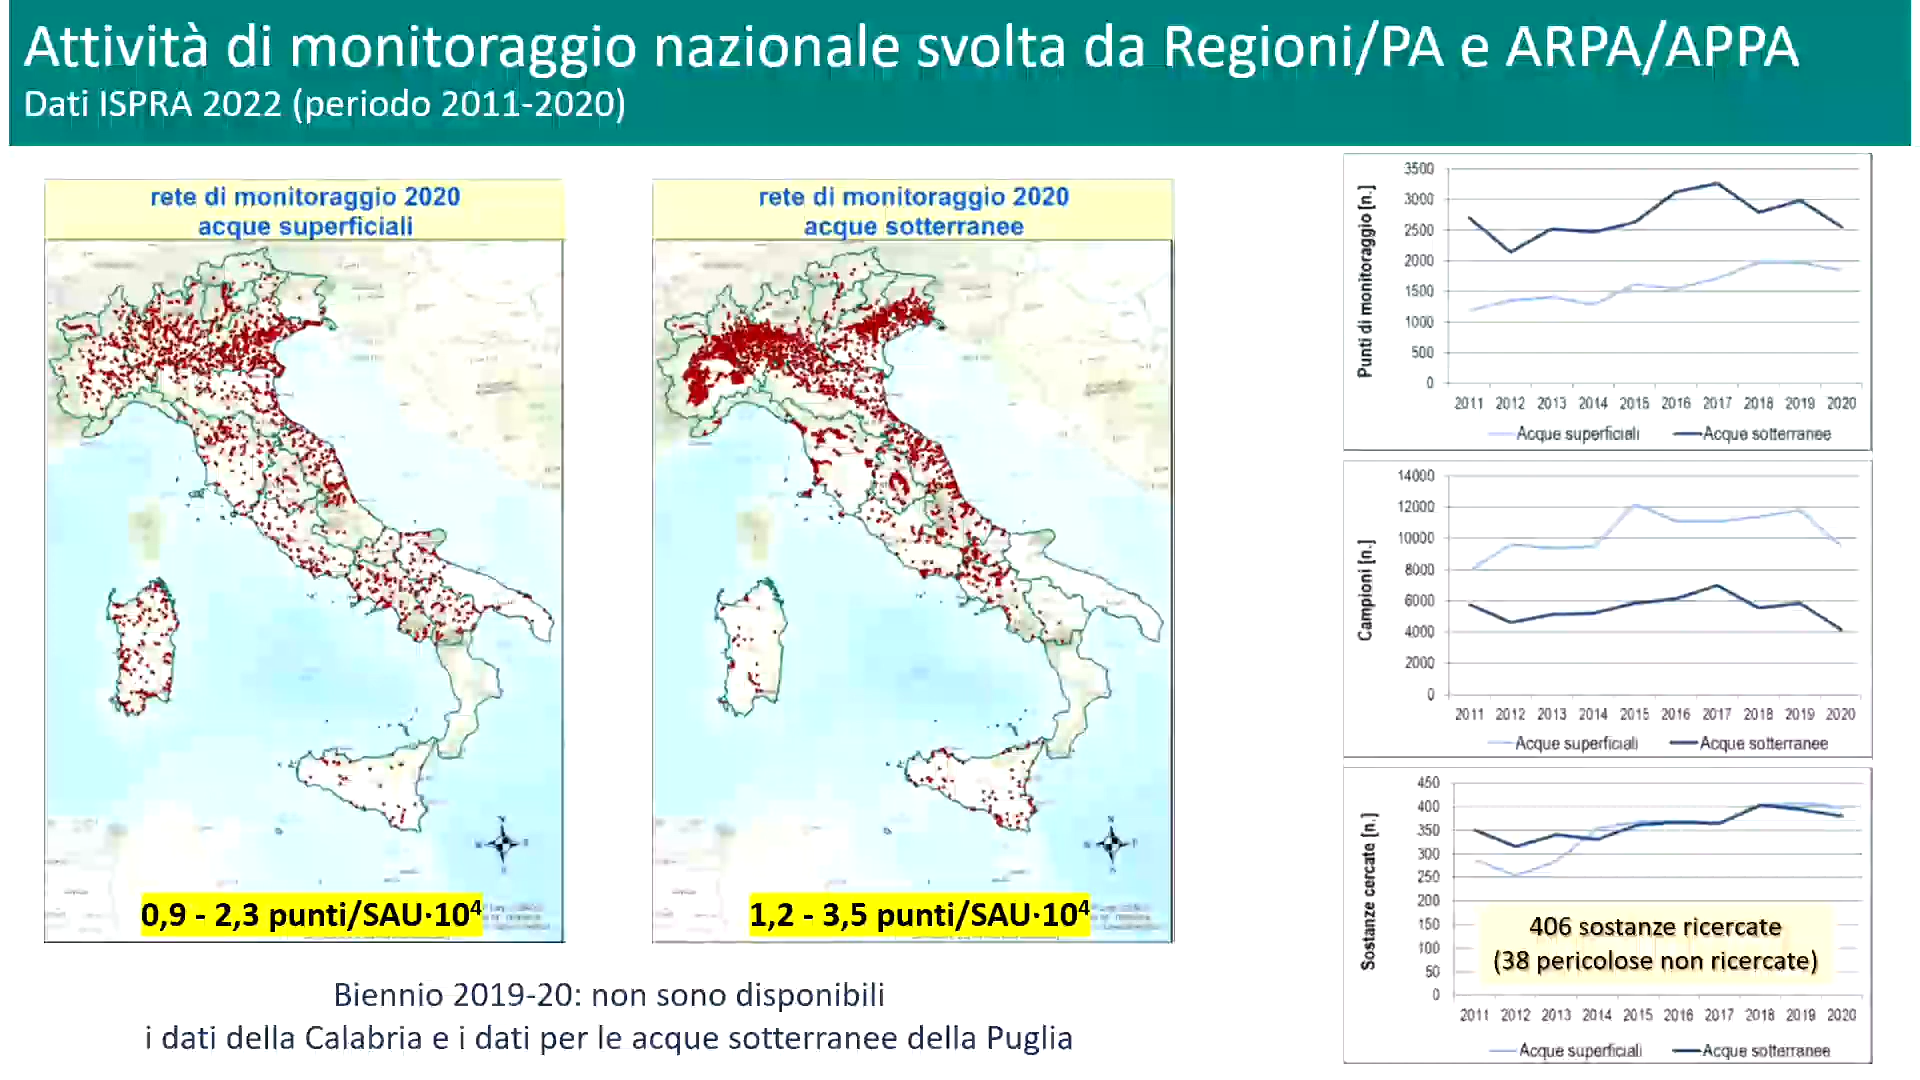 Attività di monitoraggio nazionale svolta da Regioni/PA e ARPA/APPA
Dati ISPRA 2022 (periodo 2011-2020)
rete di monitoraggio 2020
acque superficiali
0,9 - 2,3 punti/SAU·10⁴
rete di monitoraggio 2020
acque sotterranee
1,2 - 3,5 punti/SAU·10⁴
Biennio 2019-20: non sono disponibili
i dati della Calabria e i dati per le acque sotterranee della Puglia
Punti di monitoraggio [n.]
3500
3000
2500
2000
1500
1000
500
0
2011 2012 2013 2014 2015 2016 2017 2018 2019 2020
Acque superficiali Acque sotterranee
Campioni [n.]
14000
12000
10000
8000
6000
4000
2000
0
2011 2012 2013 2014 2015 2016 2017 2018 2019 2020
Acque superficiali Acque sotterranee
Sostanze cercate [n.]
450
400
350
300
250
200
150
100
50
0
406 sostanze ricercate
(38 pericolose non ricercate)
2011 2012 2013 2014 2015 2016 2017 2018 2019 2020
Acque superficiali Acque sotterranee